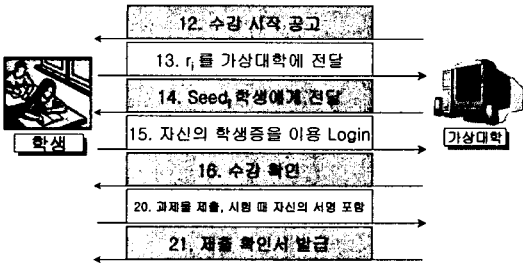 12. 수강 시작 공고
13. r_i 를 가상대학에 전달
14. Seed_i 학생에게 전달
15. 자신의 학생증을 이용 Login
16. 수강 확인
20. 과제물 제출, 시험 때 자신의 서명 포함
21. 제출 확인서 발급
학생
가상대학